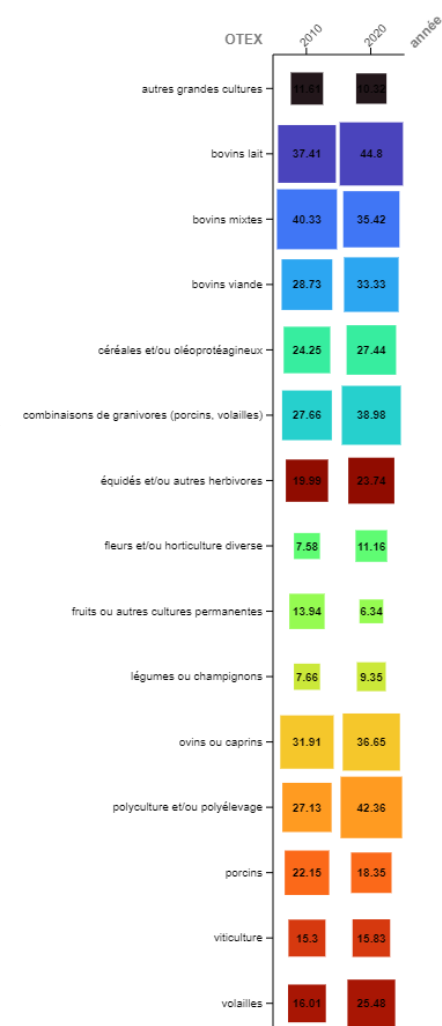 OTEX 2010 2020 année
autres grandes cultures 11.61 10.32
bovins lait 37.41 44.8
bovins mixtes 40.33 35.42
bovins viande 28.73 33.33
céréales et/ou oléoprotéagineux 24.25 27.44
combinaisons de granivores (porcins, volailles) 27.66 38.98
équidés et/ou autres herbivores 19.99 23.74
fleurs et/ou horticulture diverse 7.58 11.16
fruits ou autres cultures permanentes 13.94 6.34
légumes ou champignons 7.66 9.35
ovins ou caprins 31.91 36.65
polyculture et/ou polyélevage 27.13 42.36
porcins 22.15 18.35
viticulture 15.3 15.83
volailles 16.01 25.48